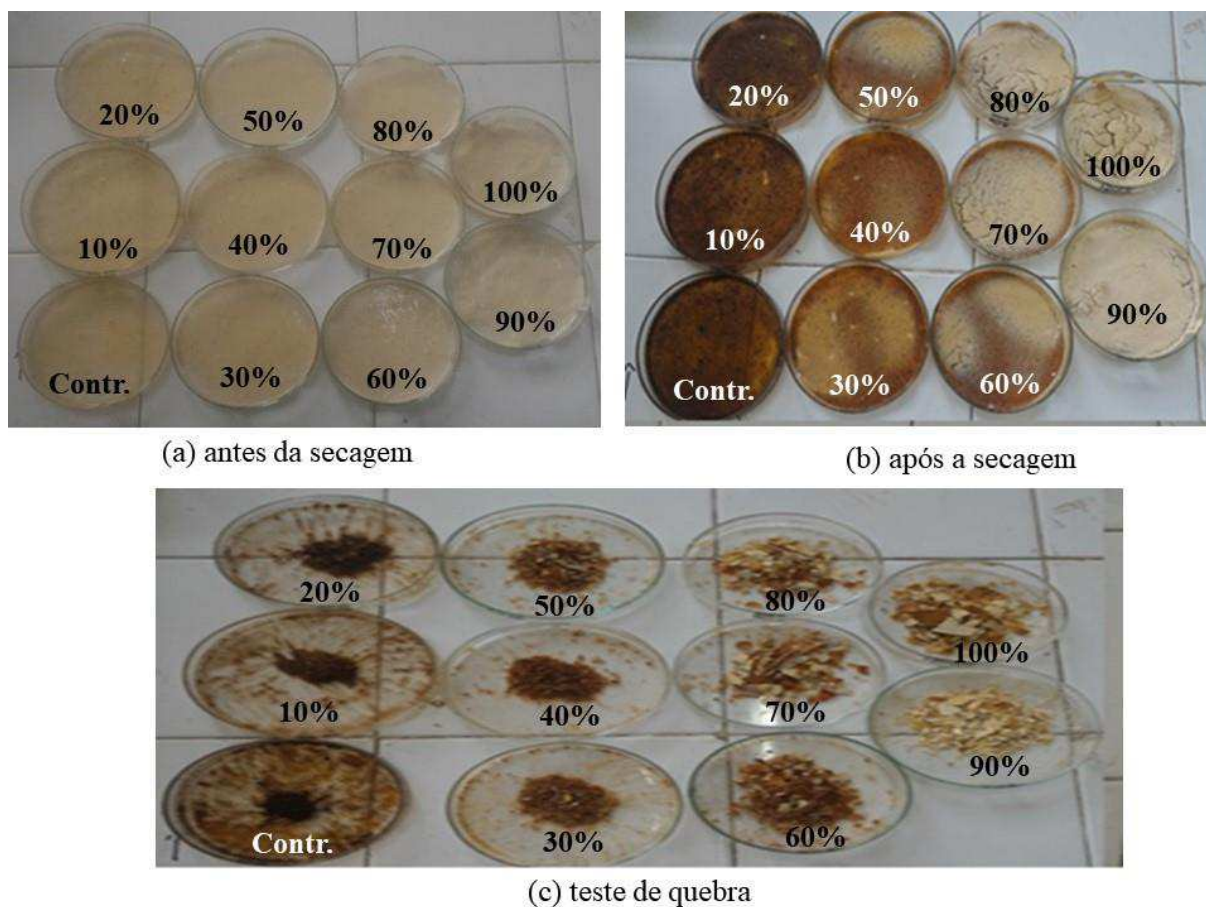 20% 50% 80%
100%
10% 40% 70%
90%
Contr. 30% 60%
(a) antes da secagem
20% 50% 80%
100%
10% 40% 70%
90%
Contr. 30% 60%
(b) após a secagem
20% 50% 80%
100%
10% 40% 70%
90%
Contr. 30% 60%
(c) teste de quebra